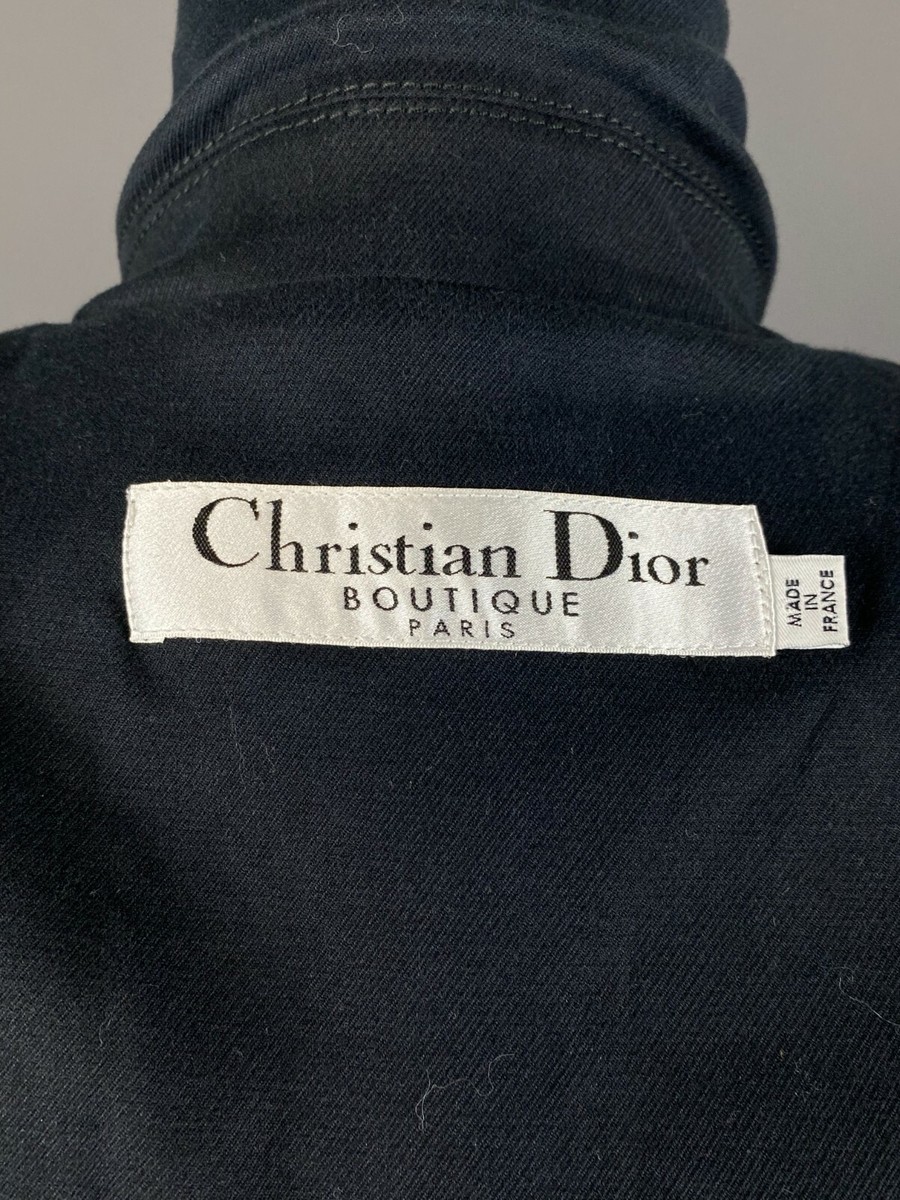 Christian Dior
BOUTIQUE
PARIS
MADE
IN
FRANCE